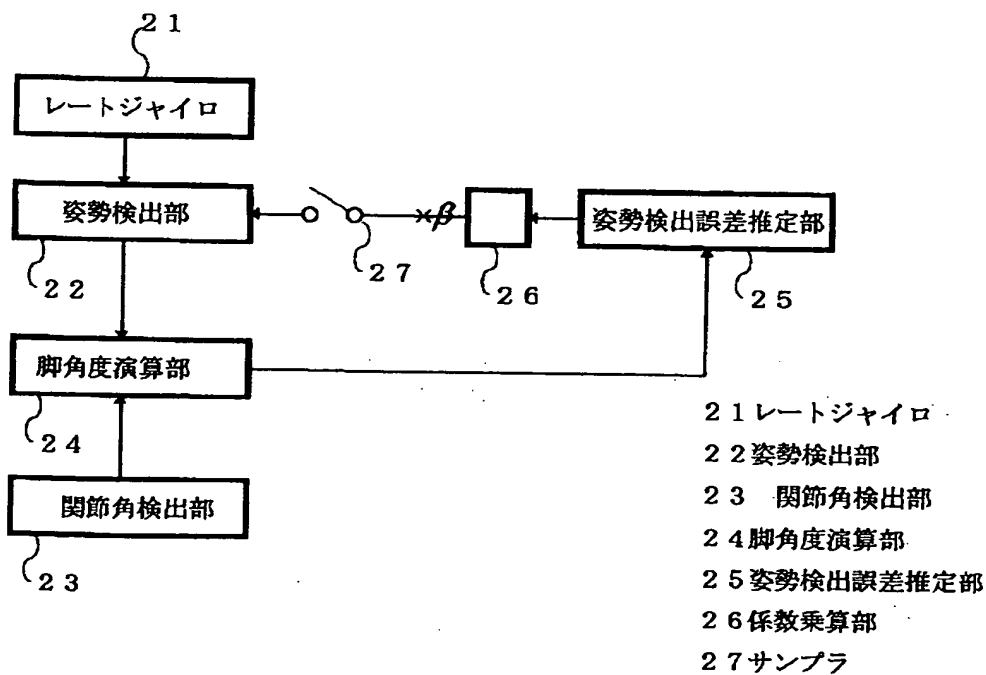 21
レートジャイロ
姿勢検出部
×β
姿勢検出誤差推定部
22
27
26
25
脚角度演算部
24
関節角検出部
23
21レートジャイロ
22姿勢検出部
23 関節角検出部
24脚角度演算部
25姿勢検出誤差推定部
26係数乗算部
27サンプラ